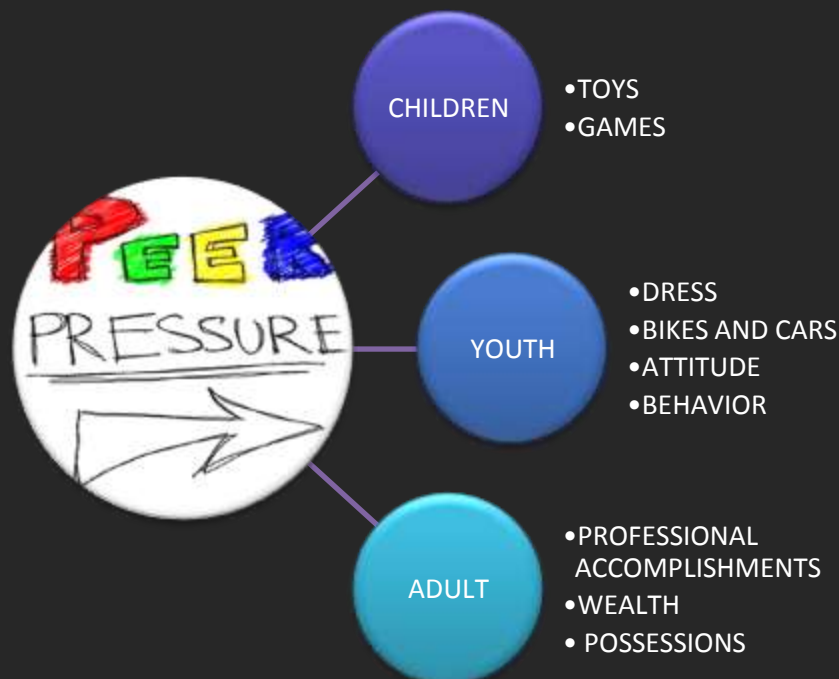 PEER
PRESSURE
CHILDREN
•TOYS
•GAMES
YOUTH
•DRESS
•BIKES AND CARS
•ATTITUDE
•BEHAVIOR
ADULT
•PROFESSIONAL
ACCOMPLISHMENTS
•WEALTH
• POSSESSIONS